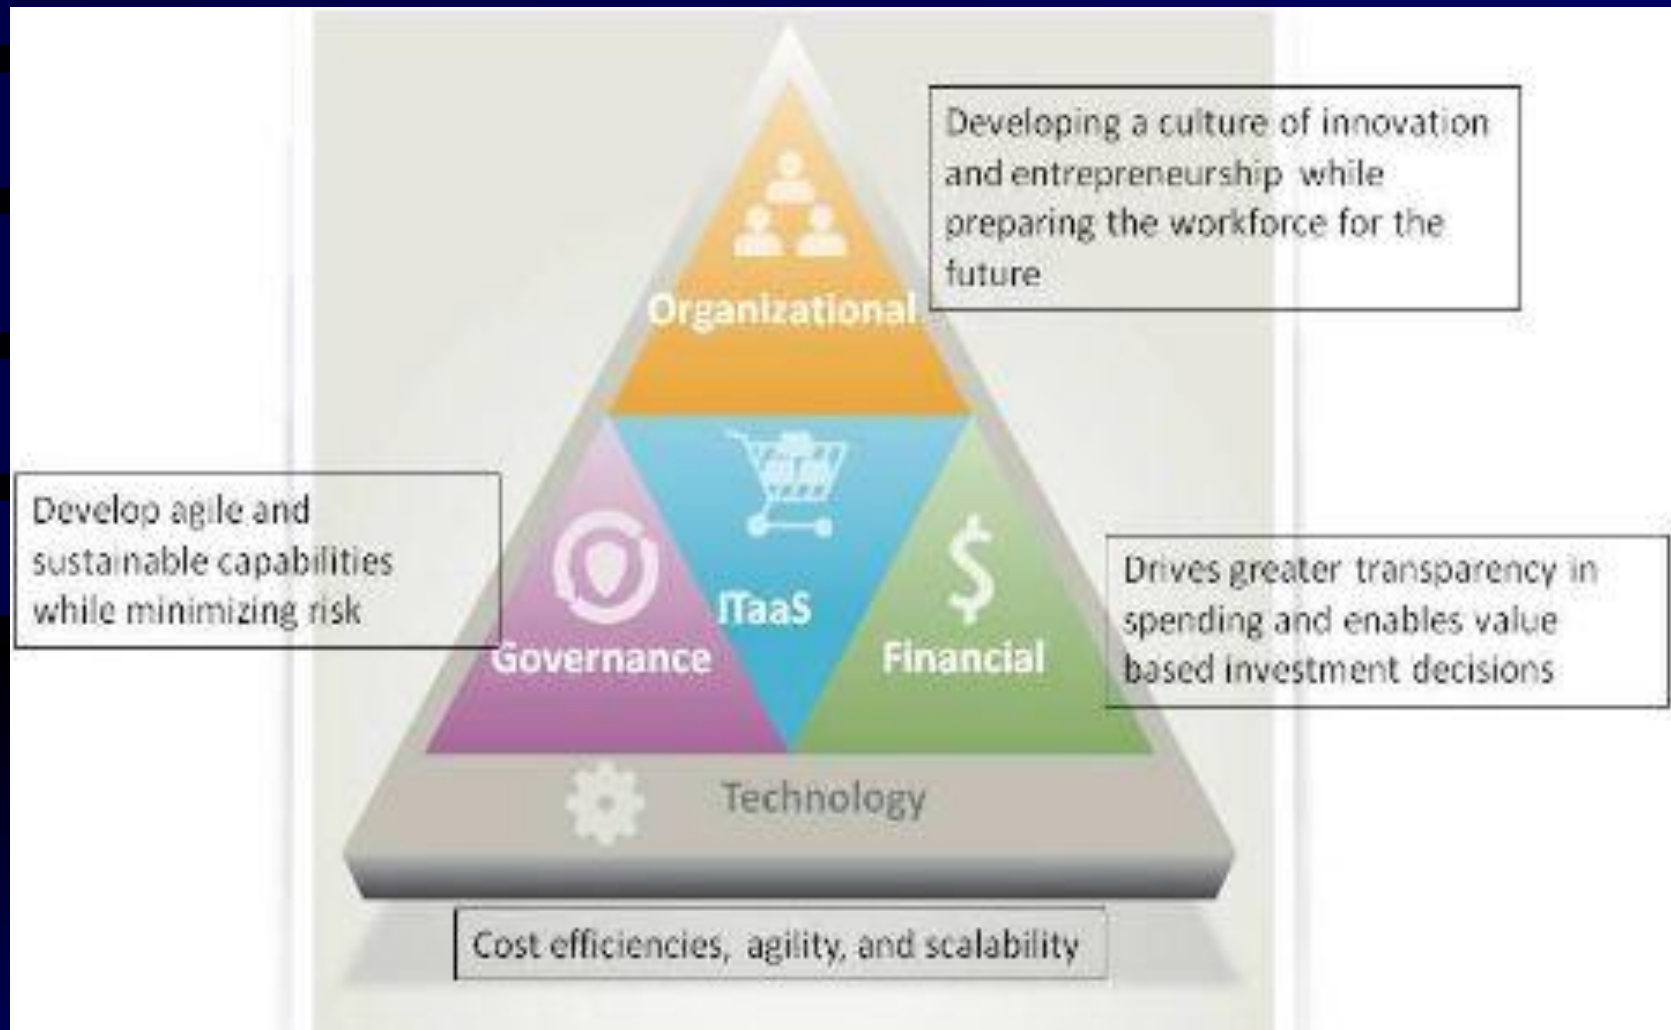 Developing a culture of innovation
and entrepreneurship while
preparing the workforce for the
future
Organizational
Develop agile and
sustainable capabilities
while minimizing risk
ITaaS
Governance
Financial
Drives greater transparency in
spending and enables value
based investment decisions
Technology
Cost efficiencies, agility, and scalability